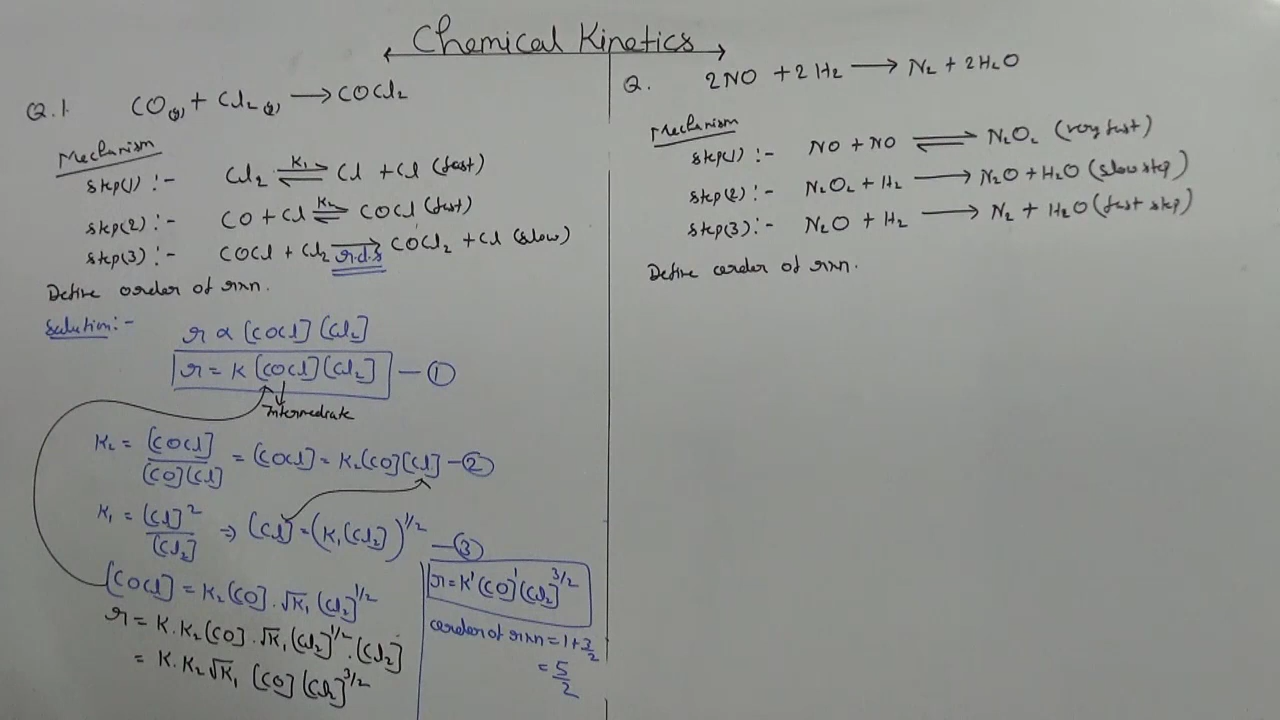 Chemical Kinetics
Q.1. CO(g) + Cl₂(g) → COCl₂
Mechanism
Step(1) :- Cl₂ ⇌ Cl + Cl (fast)
K₁
Step(2) :- CO + Cl ⇌ COCl (fast)
K₂
Step(3) :- COCl + Cl₂ → COCl₂ + Cl (slow)
r.d.s
Define order of rxn.
Solution:-
r ∝ [COCl] [Cl₂]
r = K [COCl] [Cl₂] — ①
Intermediate
K₂ = [COCl] / [CO][Cl] = [COCl] = K₂[CO][Cl] — ②
K₁ = [Cl]² / [Cl₂] ⇒ [Cl] = (K₁[Cl₂])^1/2 — ③
[COCl] = K₂[CO] . √K₁ [Cl₂]^1/2
r = K.K₂[CO] . √K₁ [Cl₂]^1/2 . [Cl₂]
= K.K₂√K₁ [CO] [Cl₂]^3/2
r = K'[CO]^1 [Cl₂]^3/2
order of rxn = 1 + 3/2
= 5/2
Q. 2NO + 2H₂ → N₂ + 2H₂O
Mechanism
Step(1) :- NO + NO ⇌ N₂O₂ (very fast)
Step(2) :- N₂O₂ + H₂ → N₂O + H₂O (slow step)
Step(3) :- N₂O + H₂ → N₂ + H₂O (fast step)
Define order of rxn.